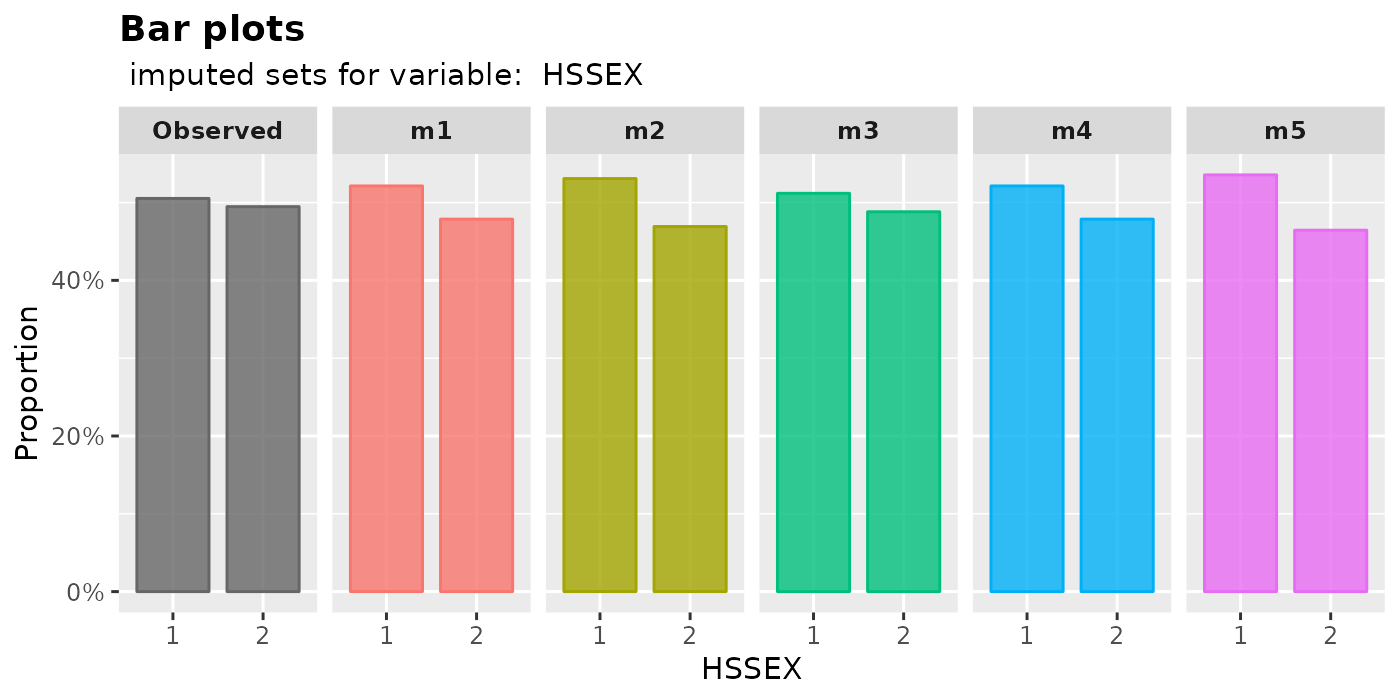 Bar plots
imputed sets for variable:  HSSEX
Observed m1 m2 m3 m4 m5
40%
20%
0%
Proportion
1 2 1 2 1 2 1 2 1 2 1 2
HSSEX